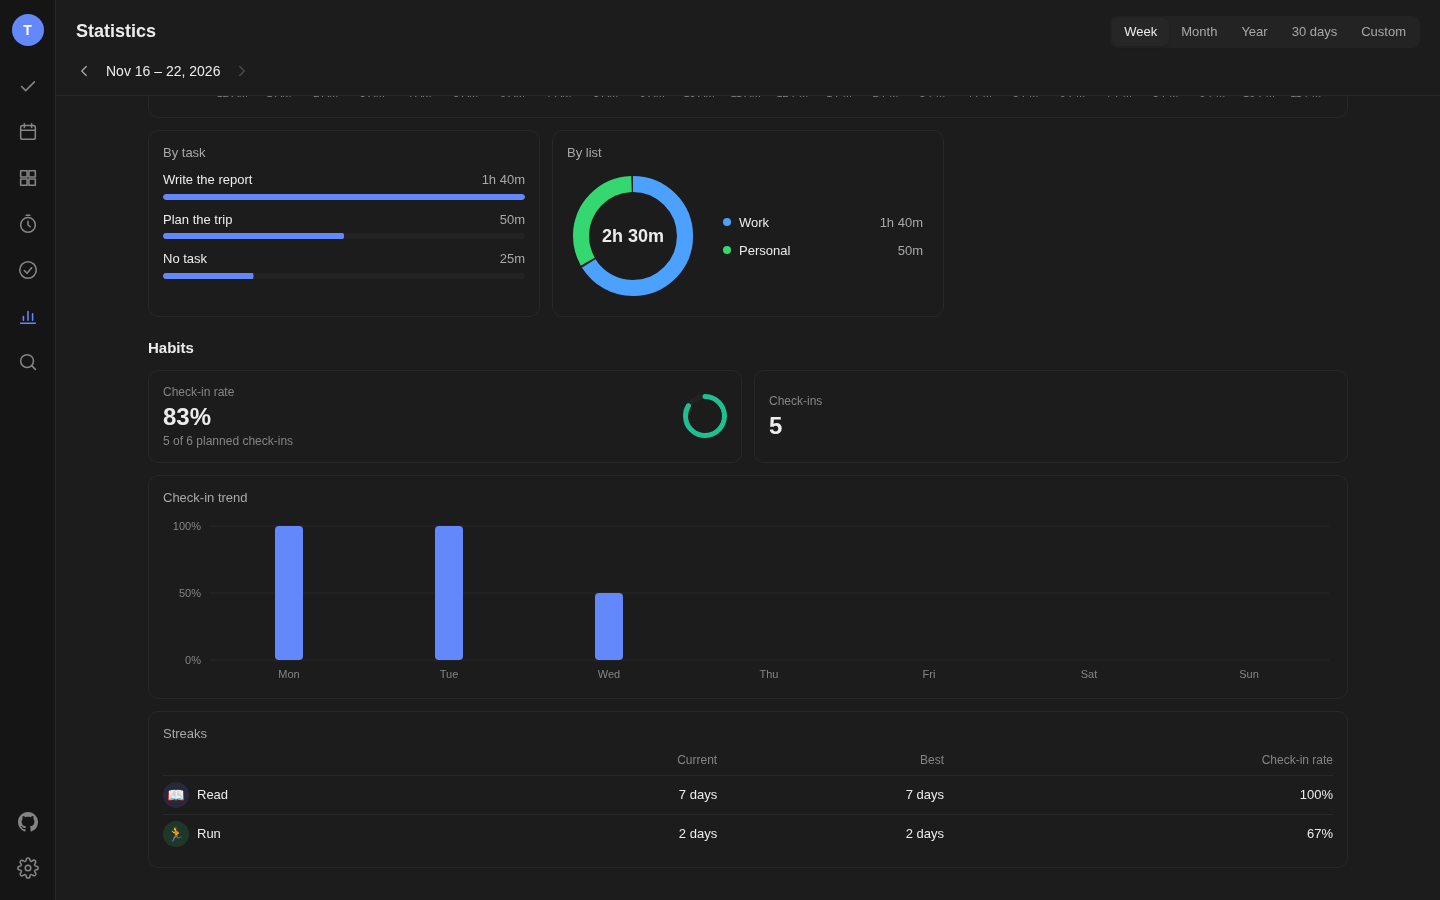 T
Statistics
Week Month Year 30 days Custom
Nov 16 – 22, 2026
By task
Write the report 1h 40m
Plan the trip 50m
No task 25m
By list
2h 30m
Work 1h 40m
Personal 50m
Habits
Check-in rate
83%
5 of 6 planned check-ins
Check-ins
5
Check-in trend
100%
50%
0%
Mon Tue Wed Thu Fri Sat Sun
Streaks
Current Best Check-in rate
Read 7 days 7 days 100%
Run 2 days 2 days 67%